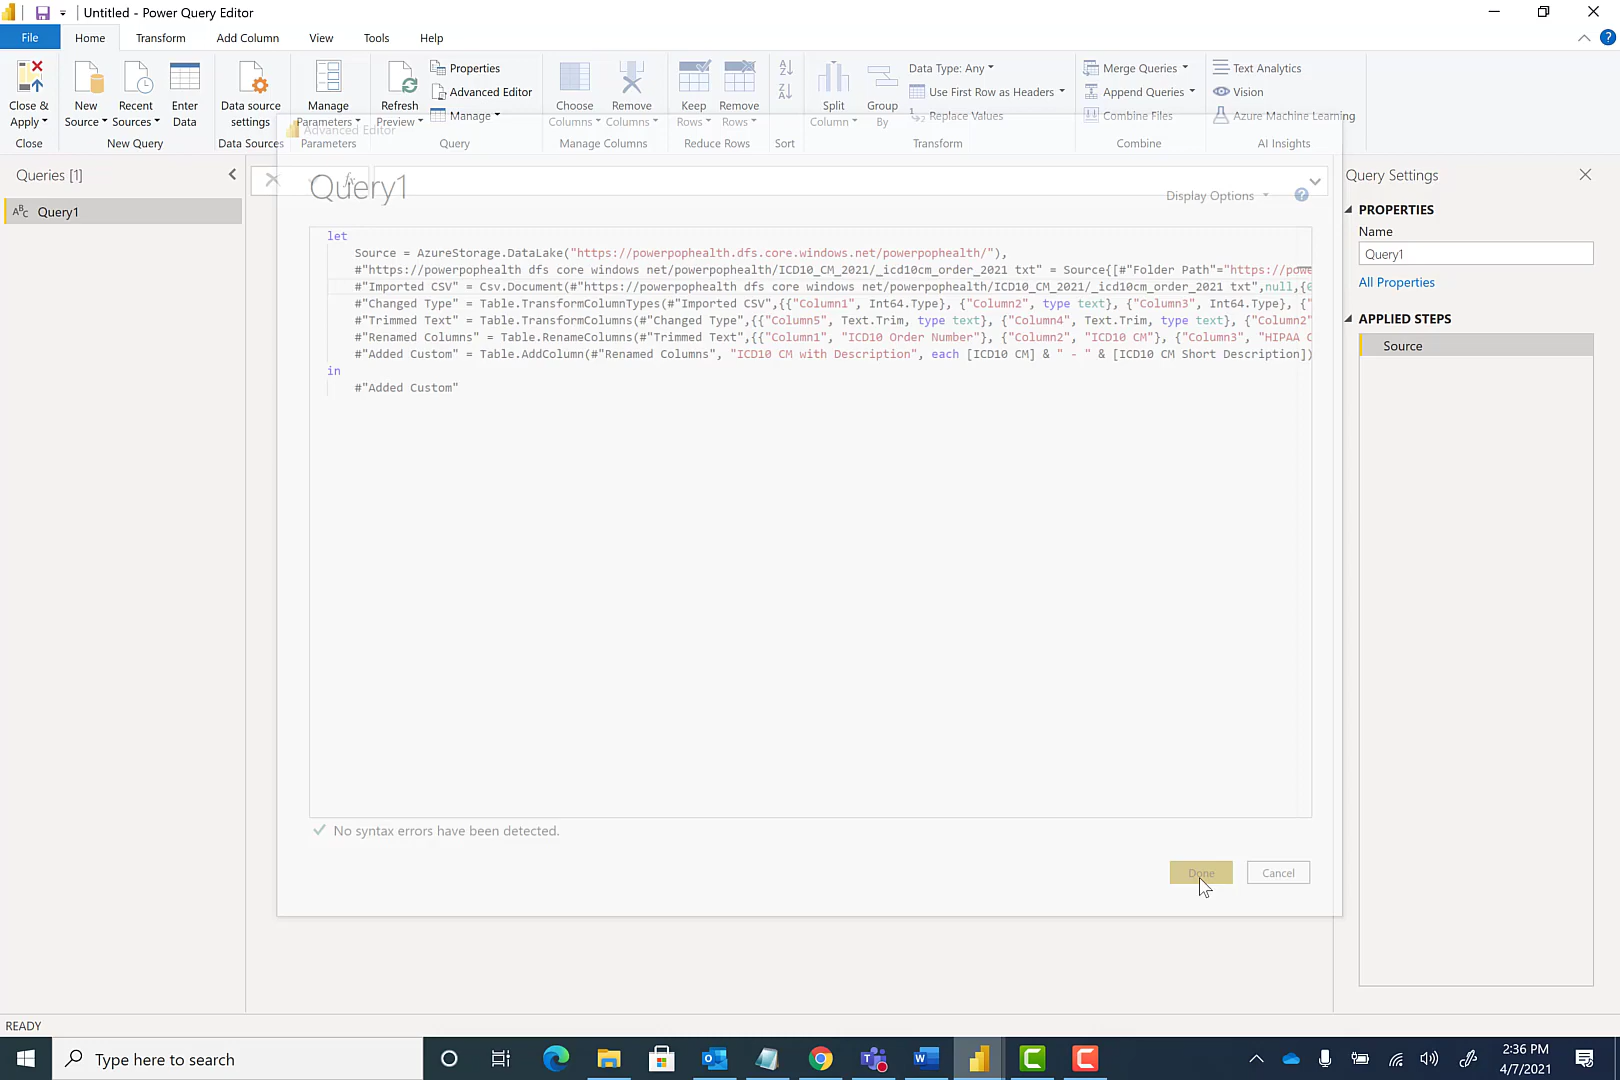 Untitled - Power Query Editor
File Home Transform Add Column View Tools Help
Close & Apply
New Source
Recent Sources
Enter Data
Data source settings
Manage Parameters
Refresh Preview
Properties
Advanced Editor
Manage
Choose Columns
Remove Columns
Keep Rows
Remove Rows
Split Column
Group By
Data Type: Any
Use First Row as Headers
Replace Values
Merge Queries
Append Queries
Combine Files
Text Analytics
Vision
Azure Machine Learning
Close
New Query
Data Sources
Parameters
Query
Manage Columns
Reduce Rows
Sort
Transform
Combine
AI Insights
Advanced Editor
Queries [1]
ABC Query1
fx
Query1
Display Options
let
Source = AzureStorage.DataLake("https://powerpophealth.dfs.core.windows.net/powerpophealth/"),
#"https://powerpophealth dfs core windows net/powerpophealth/ICD10_CM_2021/_icd10cm_order_2021 txt" = Source{[#"Folder Path"="https://powe
#"Imported CSV" = Csv.Document(#"https://powerpophealth dfs core windows net/powerpophealth/ICD10_CM_2021/_icd10cm_order_2021 txt",null,{0
#"Changed Type" = Table.TransformColumnTypes(#"Imported CSV",{{"Column1", Int64.Type}, {"Column2", type text}, {"Column3", Int64.Type}, {"
#"Trimmed Text" = Table.TransformColumns(#"Changed Type",{{"Column5", Text.Trim, type text}, {"Column4", Text.Trim, type text}, {"Column2"
#"Renamed Columns" = Table.RenameColumns(#"Trimmed Text",{{"Column1", "ICD10 Order Number"}, {"Column2", "ICD10 CM"}, {"Column3", "HIPAA C
#"Added Custom" = Table.AddColumn(#"Renamed Columns", "ICD10 CM with Description", each [ICD10 CM] & " - " & [ICD10 CM Short Description])
in
#"Added Custom"
No syntax errors have been detected.
Done
Cancel
Query Settings
PROPERTIES
Name
Query1
All Properties
APPLIED STEPS
Source
READY
Type here to search
2:36 PM
4/7/2021